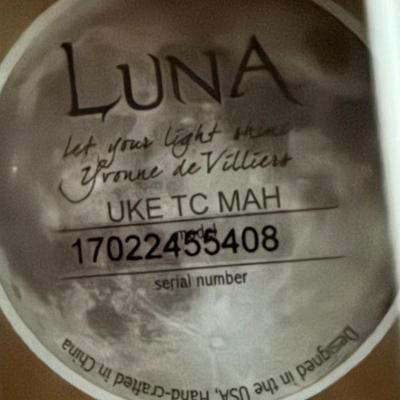 LUNA
let your light shine
Yvonne de Villiers
UKE TC MAH
model
17022455408
serial number
Designed in the USA, Hand-crafted in China